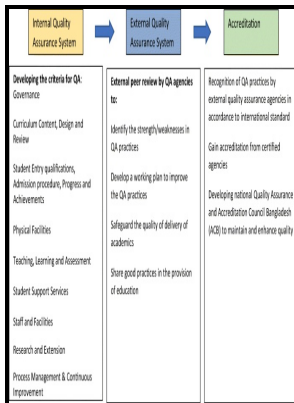 Internal Quality
Assurance System
External Quality
Assurance System
Accreditation
Developing the criteria for QA:
Governance
Curriculum Content, Design and
Review
Student Entry qualifications,
Admission procedure, Progress and
Achievements
Physical Facilities
Teaching, Learning and Assessment
Student Support Services
Staff and Facilities
Research and Extension
Process Management & Continuous
Improvement
External peer review by QA agencies
to:
Identify the strength/weaknesses in
QA practices
Develop a working plan to improve
the QA practices
Safeguard the quality of delivery of
academics
Share good practices in the provision
of education
Recognition of QA practices by
external quality assurance agencies in
accordance to international standard
Gain accreditation from certified
agencies
Developing national Quality Assurance
and Accreditation Council Bangladesh
(ACB) to maintain and enhance quality